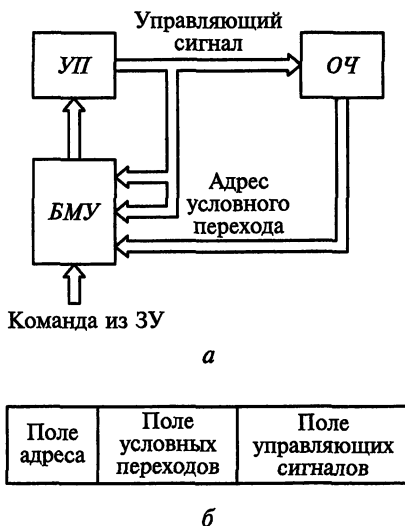 Управляющий
сигнал
УП
ОЧ
БМУ
Адрес
условного
перехода
Команда из ЗУ
а
Поле
адреса
Поле
условных
переходов
Поле
управляющих
сигналов
б